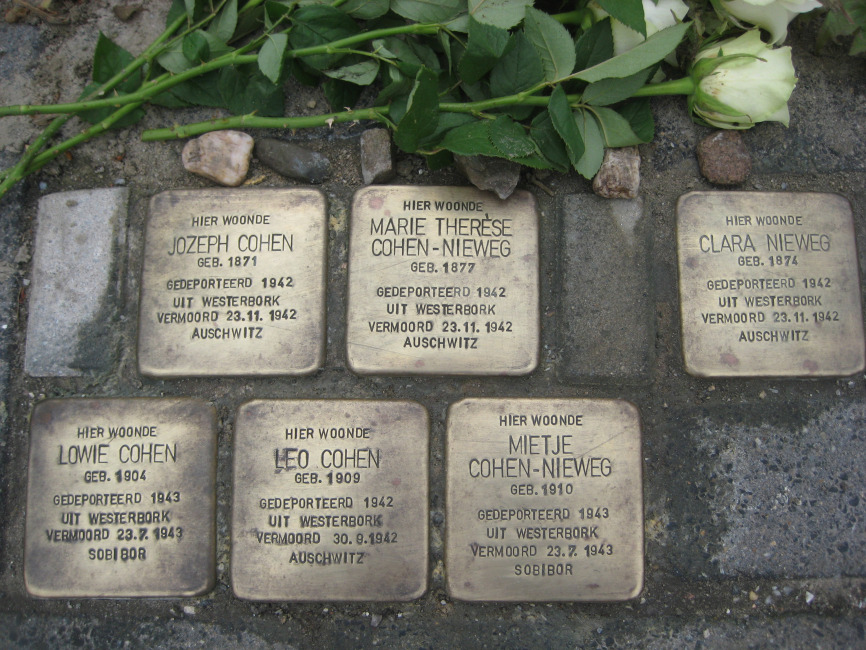 HIER WOONDE
JOZEPH COHEN
GEB. 1871
GEDEPORTEERD 1942
UIT WESTERBORK
VERMOORD 23.11.1942
AUSCHWITZ
HIER WOONDE
MARIE THERÈSE
COHEN-NIEWEG
GEB. 1877
GEDEPORTEERD 1942
UIT WESTERBORK
VERMOORD 23.11.1942
AUSCHWITZ
HIER WOONDE
CLARA NIEWEG
GEB. 1874
GEDEPORTEERD 1942
UIT WESTERBORK
VERMOORD 23.11.1942
AUSCHWITZ
HIER WOONDE
LOWIE COHEN
GEB. 1904
GEDEPORTEERD 1943
UIT WESTERBORK
VERMOORD 23.7.1943
SOBIBOR
HIER WOONDE
LEO COHEN
GEB. 1909
GEDEPORTEERD 1942
UIT WESTERBORK
VERMOORD 30.9.1942
AUSCHWITZ
HIER WOONDE
MIETJE
COHEN-NIEWEG
GEB. 1910
GEDEPORTEERD 1943
UIT WESTERBORK
VERMOORD 23.7.1943
SOBIBOR